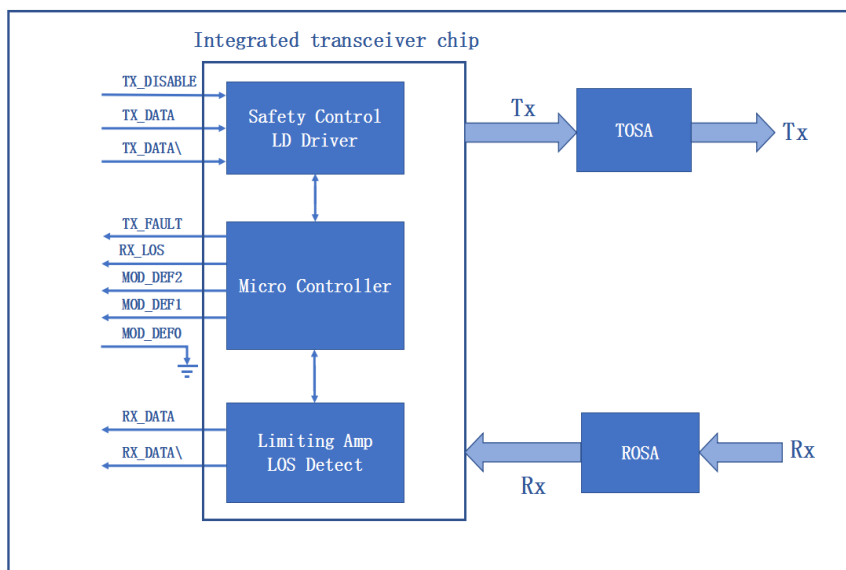 Integrated transceiver chip
TX_DISABLE
TX_DATA
TX_DATA\
Safety Control
LD Driver
Tx
TOSA
Tx
TX_FAULT
RX_LOS
MOD_DEF2
MOD_DEF1
MOD_DEF0
Micro Controller
RX_DATA
RX_DATA\
Limiting Amp
LOS Detect
Rx
ROSA
Rx